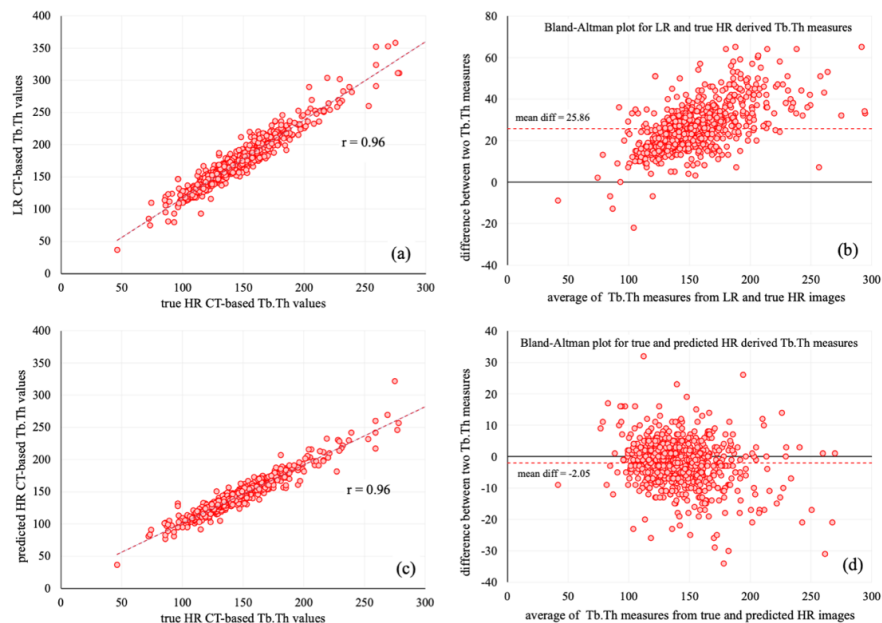 400
350
300
250
200
150
100
50
0
LR CT-based Tb.Th values
r = 0.96
(a)
0 50 100 150 200 250 300
true HR CT-based Tb.Th values
80
60
40
20
0
-20
-40
difference between two Tb.Th measures
Bland-Altman plot for LR and true HR derived Tb.Th measures
mean diff = 25.86
(b)
0 50 100 150 200 250 300
average of Tb.Th measures from LR and true HR images
400
350
300
250
200
150
100
50
0
predicted HR CT-based Tb.Th values
r = 0.96
(c)
0 50 100 150 200 250 300
true HR CT-based Tb.Th values
40
30
20
10
0
-10
-20
-30
-40
difference between two Tb.Th measures
Bland-Altman plot for true and predicted HR derived Tb.Th measures
mean diff = -2.05
(d)
0 50 100 150 200 250 300
average of Tb.Th measures from true and predicted HR images